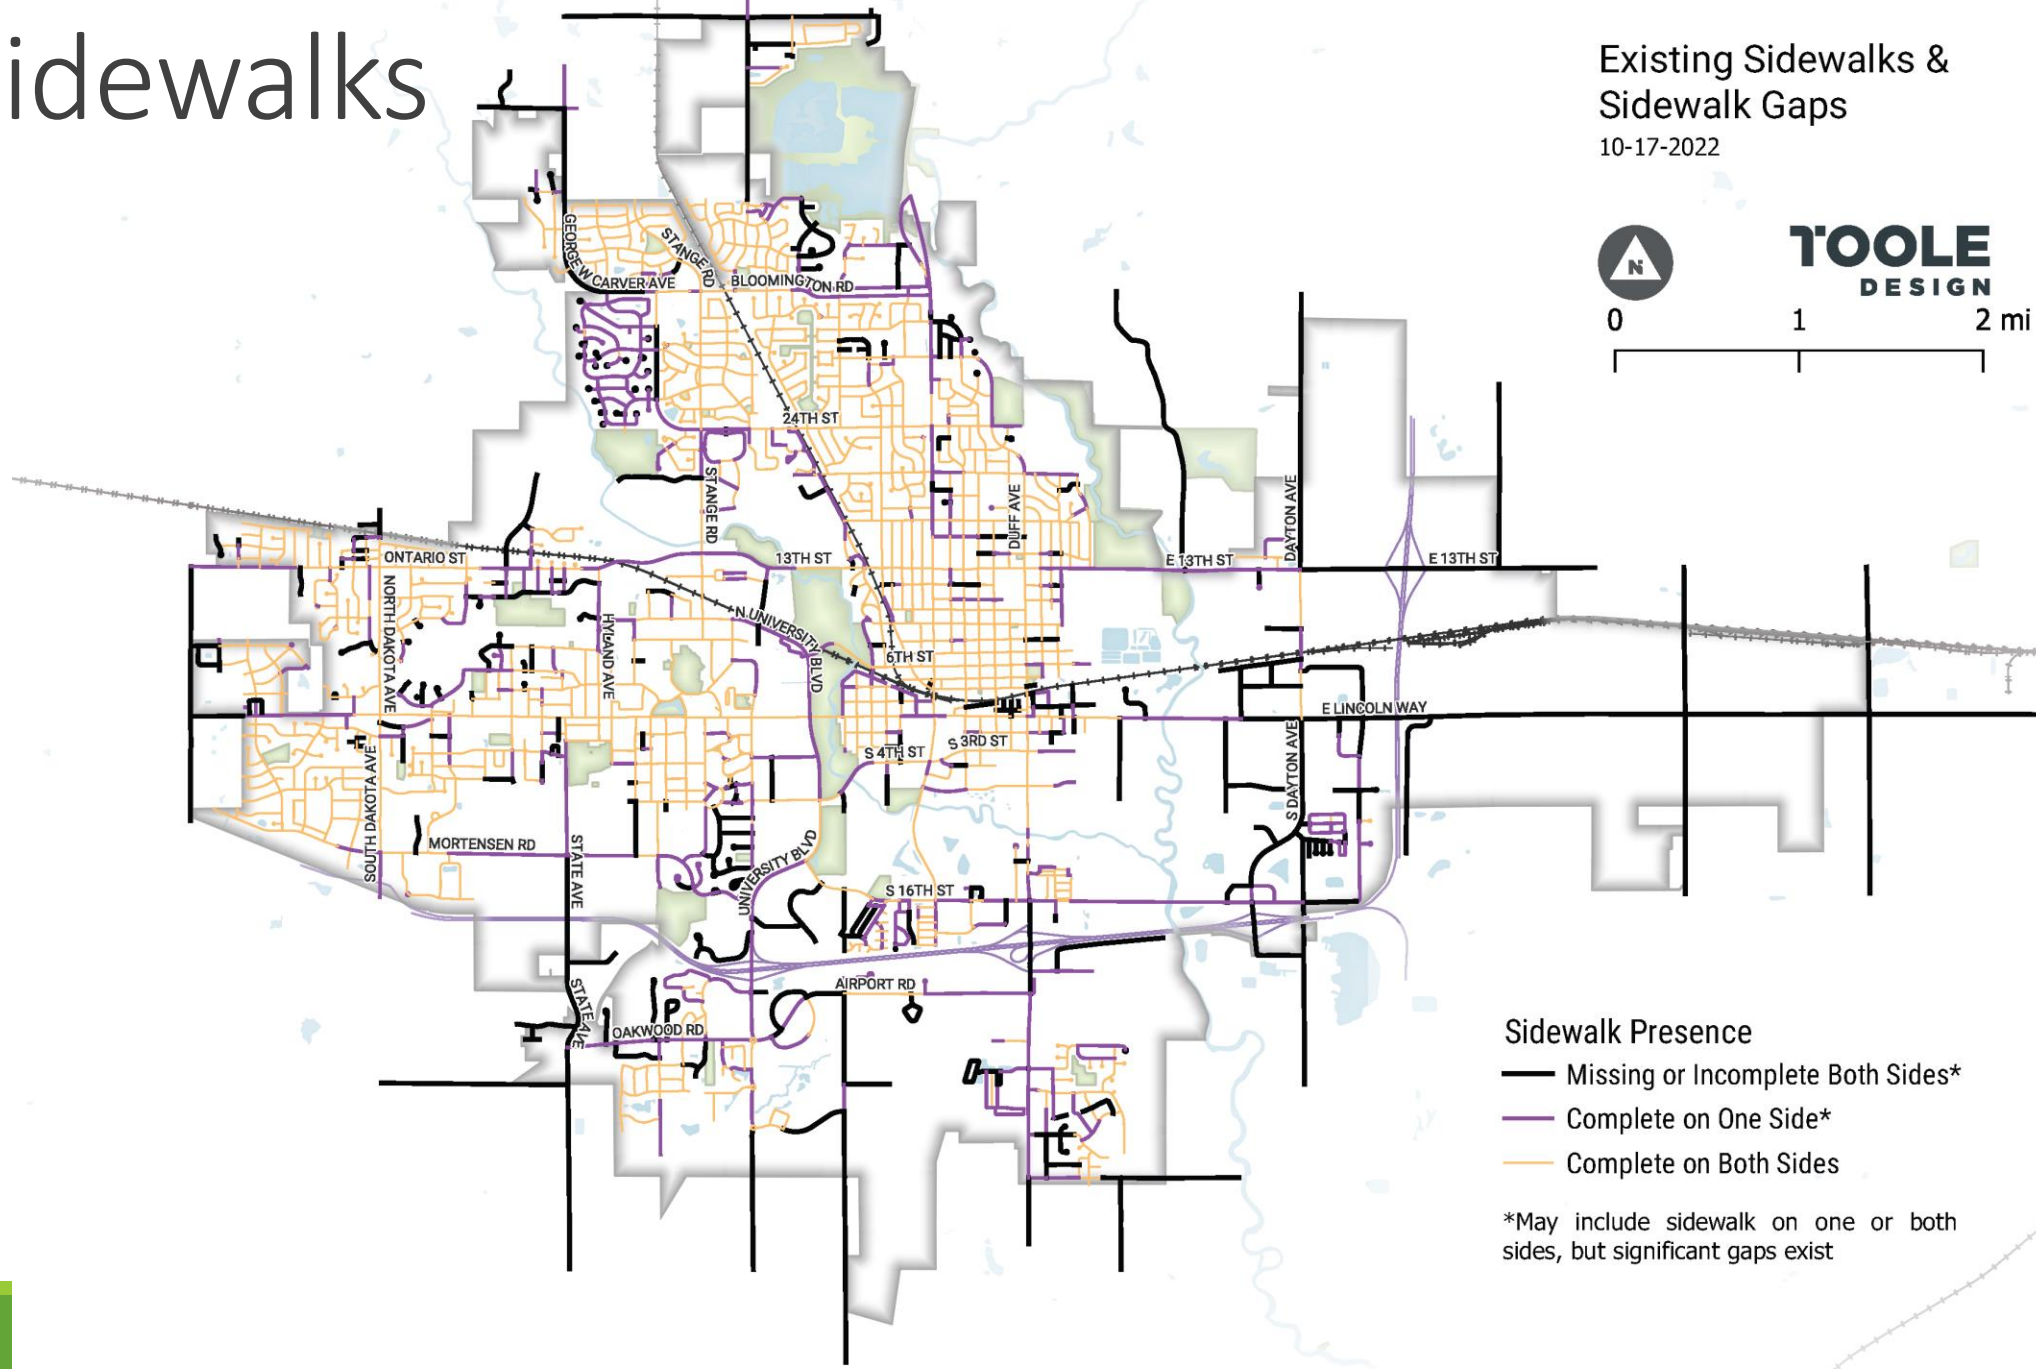 idewalks
Existing Sidewalks &
Sidewalk Gaps
10-17-2022
N
TOOLE
DESIGN
0 1 2 mi
GEORGE W CARVER AVE
STANGE RD
BLOOMINGTON RD
24TH ST
STANGE RD
DUFF AVE
DAYTON AVE
ONTARIO ST
13TH ST
E 13TH ST
E 13TH ST
NORTH DAKOTA AVE
HYLAND AVE
N UNIVERSITY BLVD
6TH ST
E LINCOLN WAY
S 3RD ST
S 4TH ST
SOUTH DAKOTA AVE
S DAYTON AVE
MORTENSEN RD
STATE AVE
UNIVERSITY BLVD
S 16TH ST
AIRPORT RD
STATE AVE
OAKWOOD RD
Sidewalk Presence
Missing or Incomplete Both Sides*
Complete on One Side*
Complete on Both Sides
*May include sidewalk on one or both
sides, but significant gaps exist